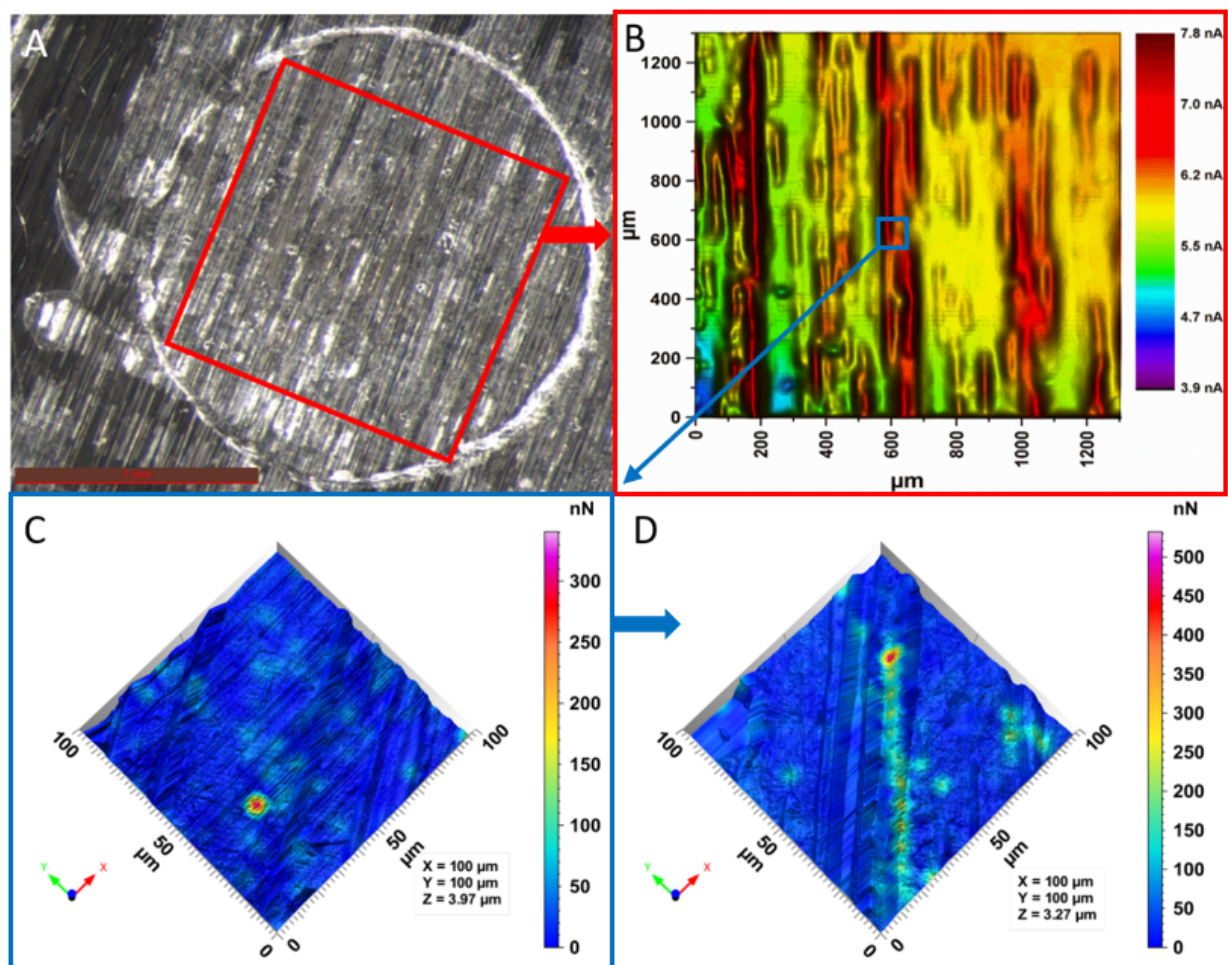 A
1 mm
B
µm
1200
1000
800
600
400
200
0
0
200
400
600
800
1000
1200
µm
7.8 nA
7.0 nA
6.2 nA
5.5 nA
4.7 nA
3.9 nA
C
nN
300
250
200
150
100
50
0
100
100
50
50
µm
µm
0
0
Y
X
X = 100 µm
Y = 100 µm
Z = 3.97 µm
D
nN
500
450
400
350
300
250
200
150
100
50
0
100
100
50
50
µm
µm
0
0
Y
X
X = 100 µm
Y = 100 µm
Z = 3.27 µm